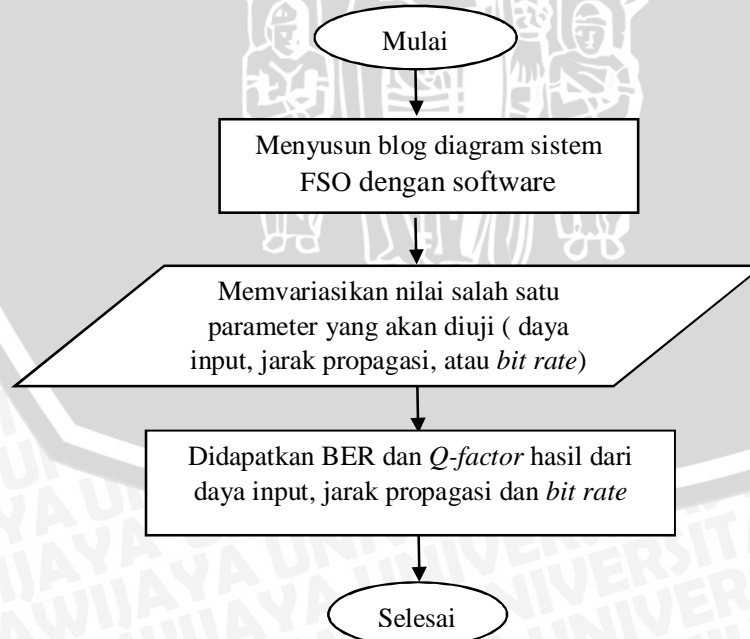 Mulai
Menyusun blog diagram sistem
FSO dengan software
Memvariasikan nilai salah satu
parameter yang akan diuji ( daya
input, jarak propagasi, atau bit rate)
Didapatkan BER dan Q-factor hasil dari
daya input, jarak propagasi dan bit rate
Selesai